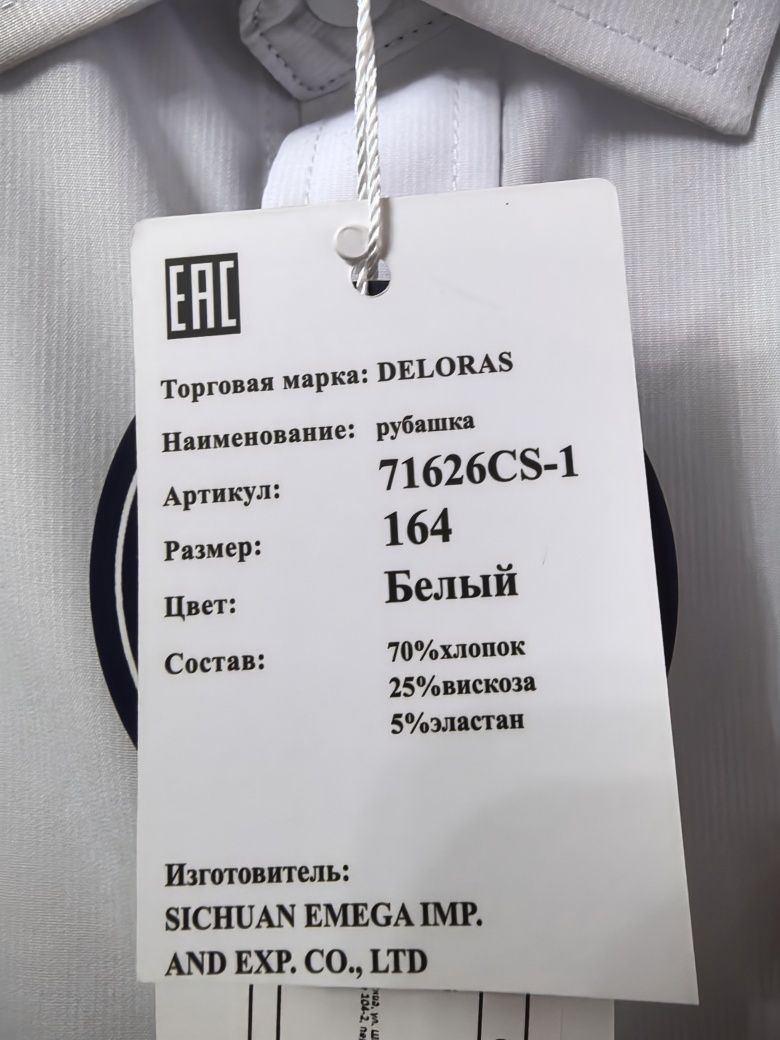 EAC
Торговая марка: DELORAS
Наименование: рубашка
Артикул: 71626CS-1
Размер: 164
Цвет: Белый
Состав: 70%хлопок
25%вискоза
5%эластан
Изготовитель:
SICHUAN EMEGA IMP.
AND EXP. CO., LTD